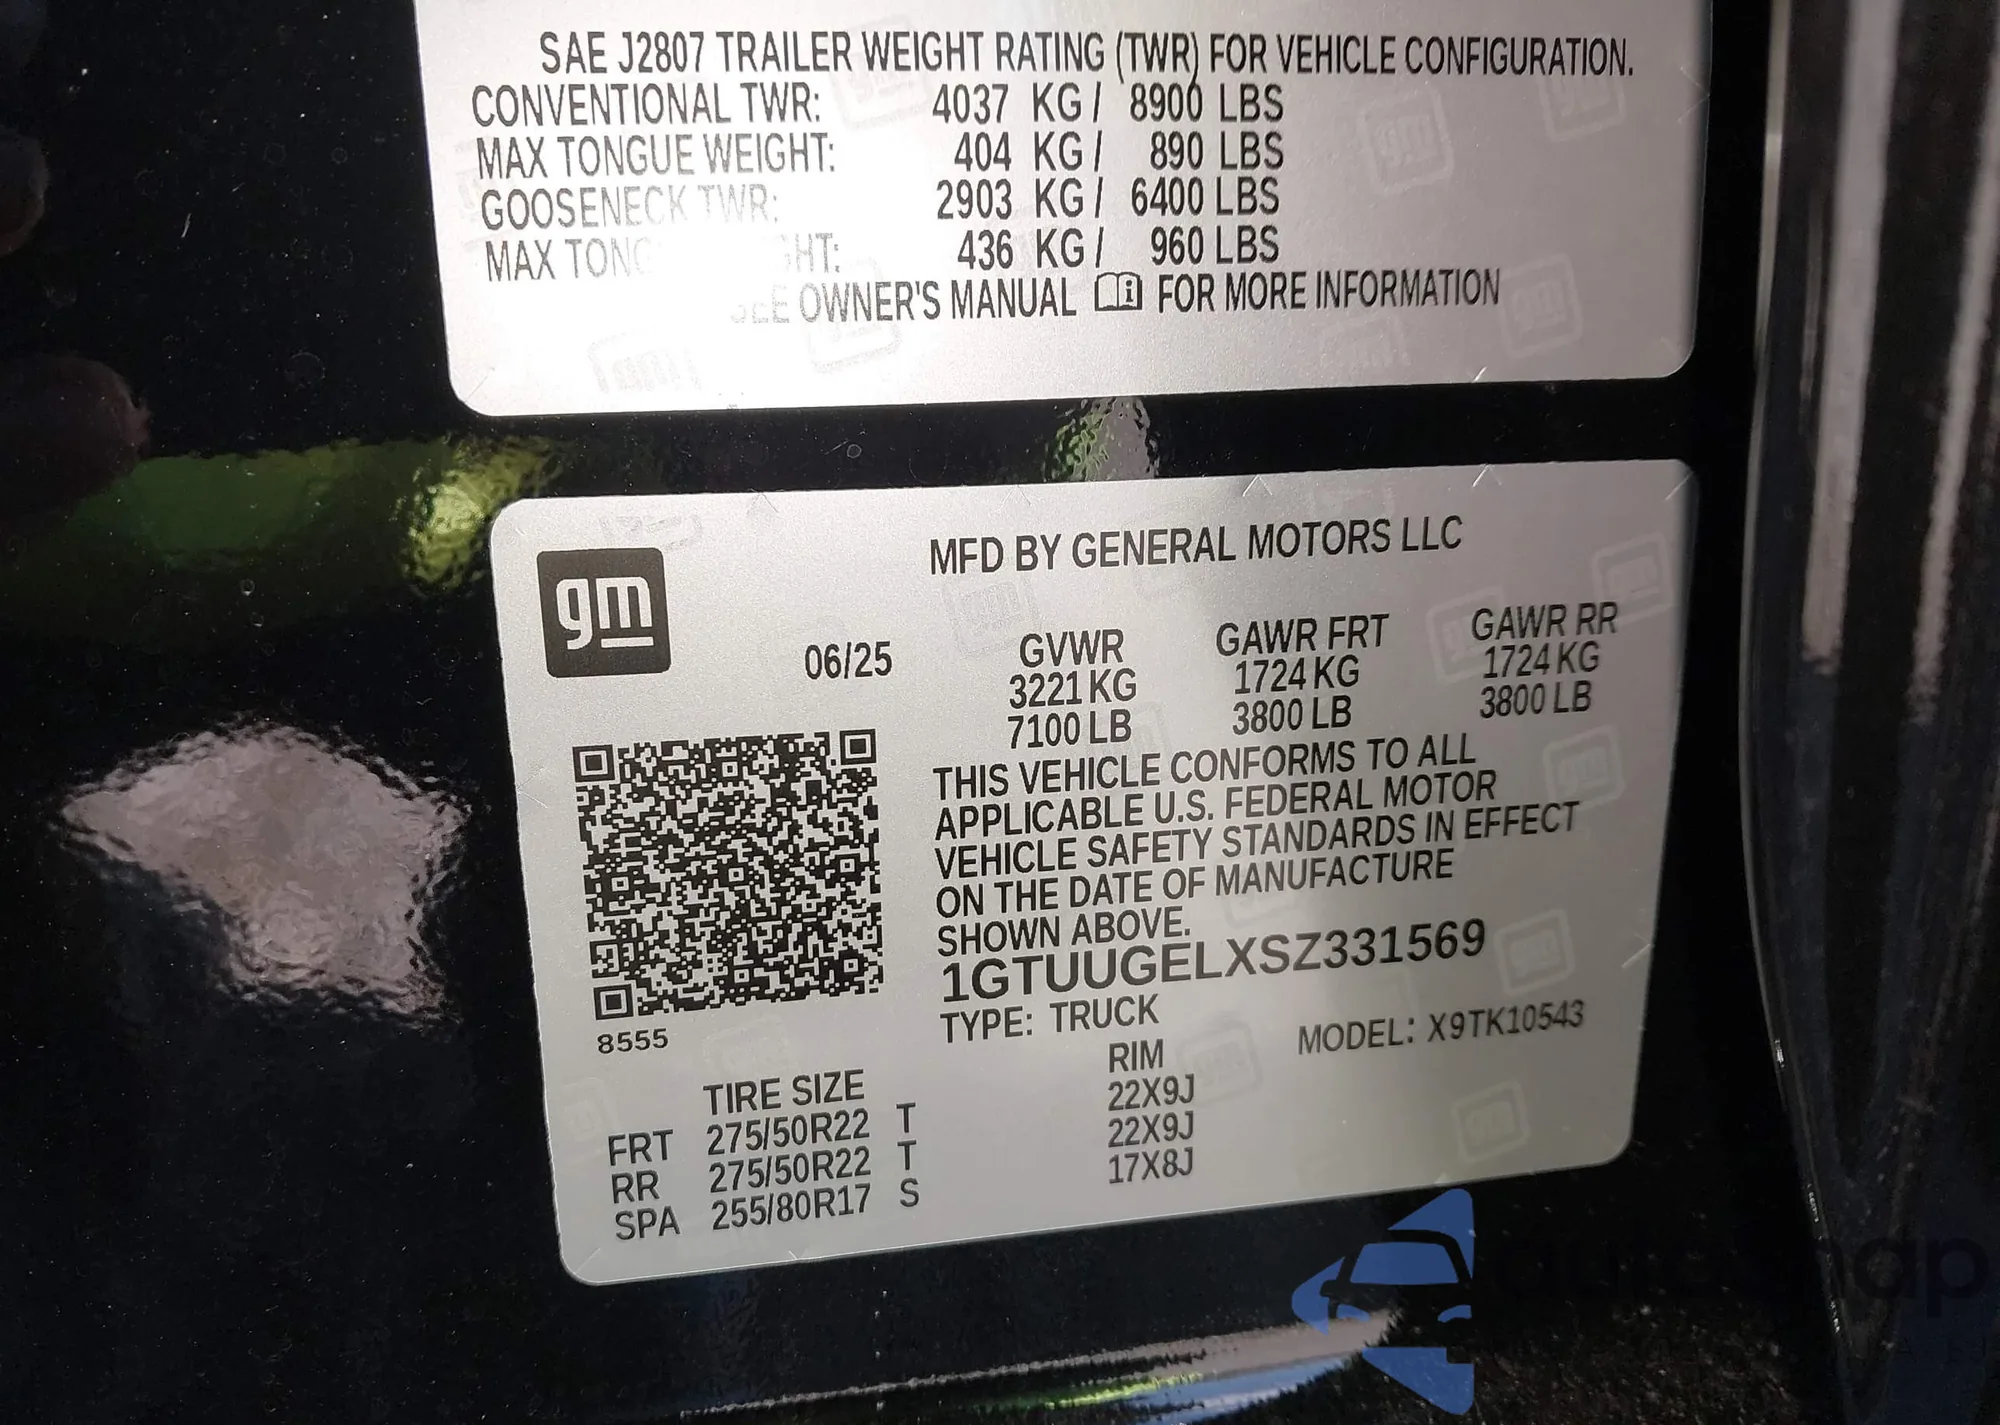 SAE J2807 TRAILER WEIGHT RATING (TWR) FOR VEHICLE CONFIGURATION.
CONVENTIONAL TWR: 4037 KG / 8900 LBS
MAX TONGUE WEIGHT: 404 KG / 890 LBS
GOOSENECK TWR: 2903 KG / 6400 LBS
MAX 436 KG / 960 LBS
SEE OWNER'S MANUAL FOR MORE INFORMATION
gm
MFD BY GENERAL MOTORS LLC
06/25
GVWR GAWR FRT GAWR RR
3221 KG 1724 KG 1724 KG
7100 LB 3800 LB 3800 LB
THIS VEHICLE CONFORMS TO ALL
APPLICABLE U.S. FEDERAL MOTOR
VEHICLE SAFETY STANDARDS IN EFFECT
ON THE DATE OF MANUFACTURE
SHOWN ABOVE.
1GTUUGELXSZ331569
TYPE: TRUCK MODEL: X9TK10543
8555
TIRE SIZE RIM
FRT 275/50R22 T 22X9J
RR 275/50R22 T 22X9J
SPA 255/80R17 S 17X8J